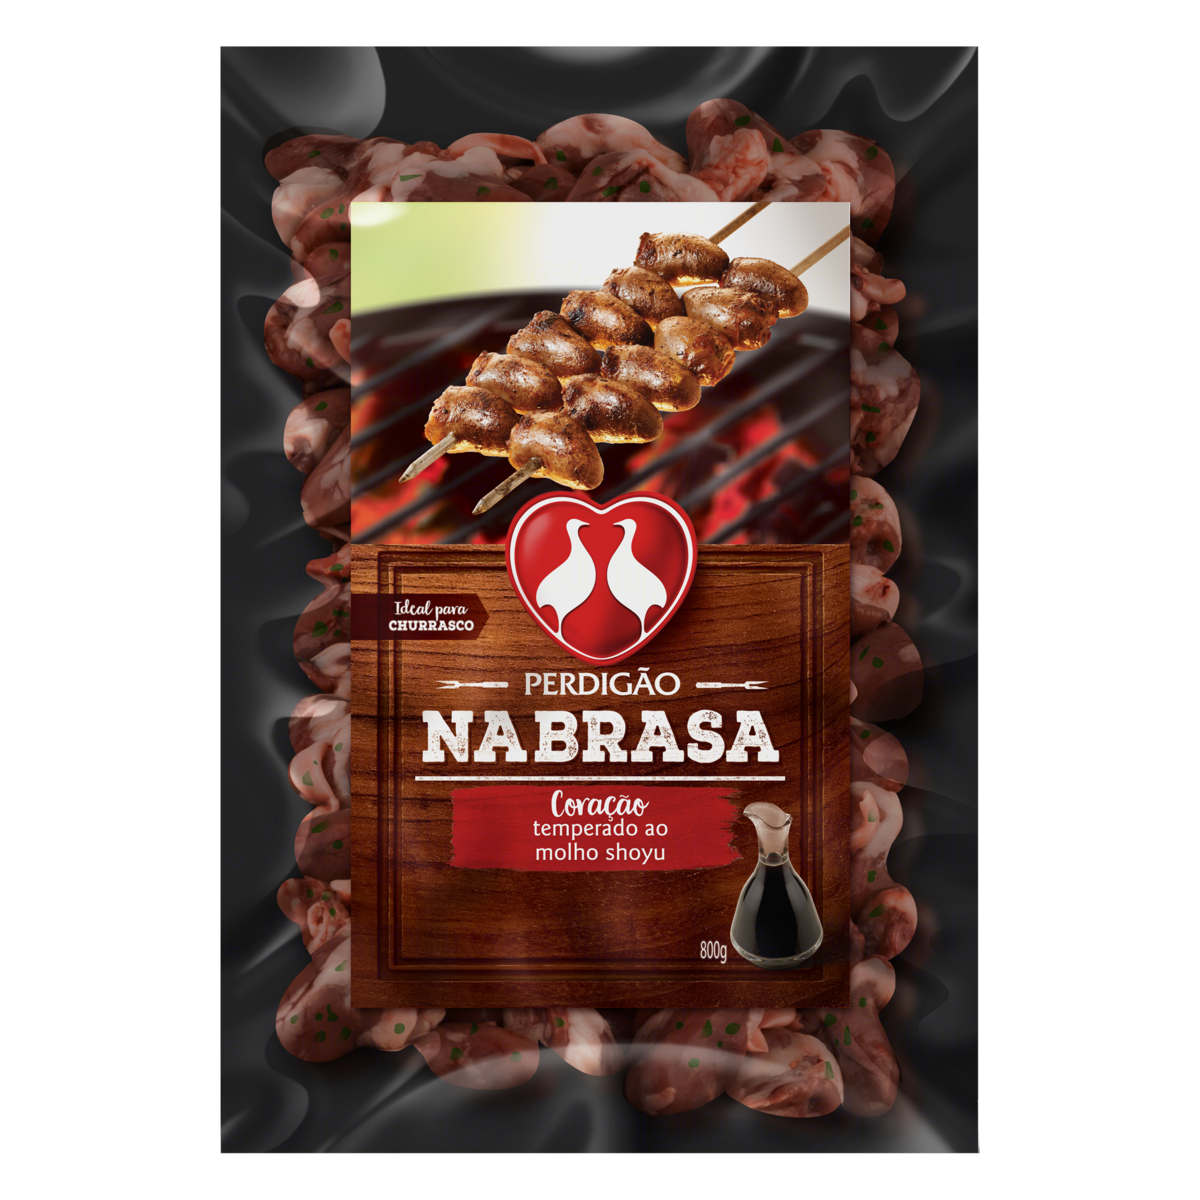 Ideal para
CHURRASCO
PERDIGÃO
NABRASA
Coração
temperado ao
molho shoyu
800g